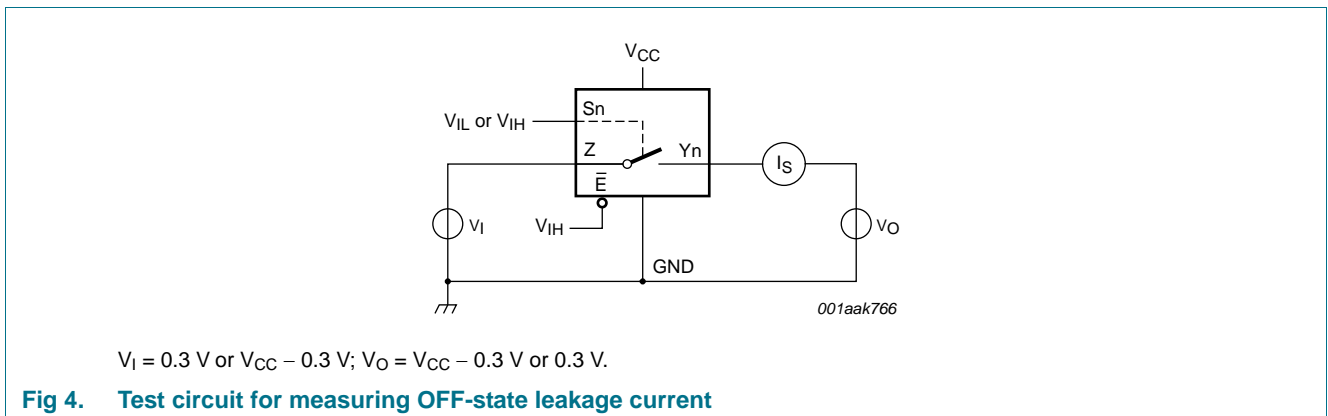 VCC
Sn
VIL or VIH
Z
Yn
IS
E̅
VI
VIH
VO
GND
001aak766
VI = 0.3 V or VCC − 0.3 V; VO = VCC − 0.3 V or 0.3 V.
Fig 4. Test circuit for measuring OFF-state leakage current